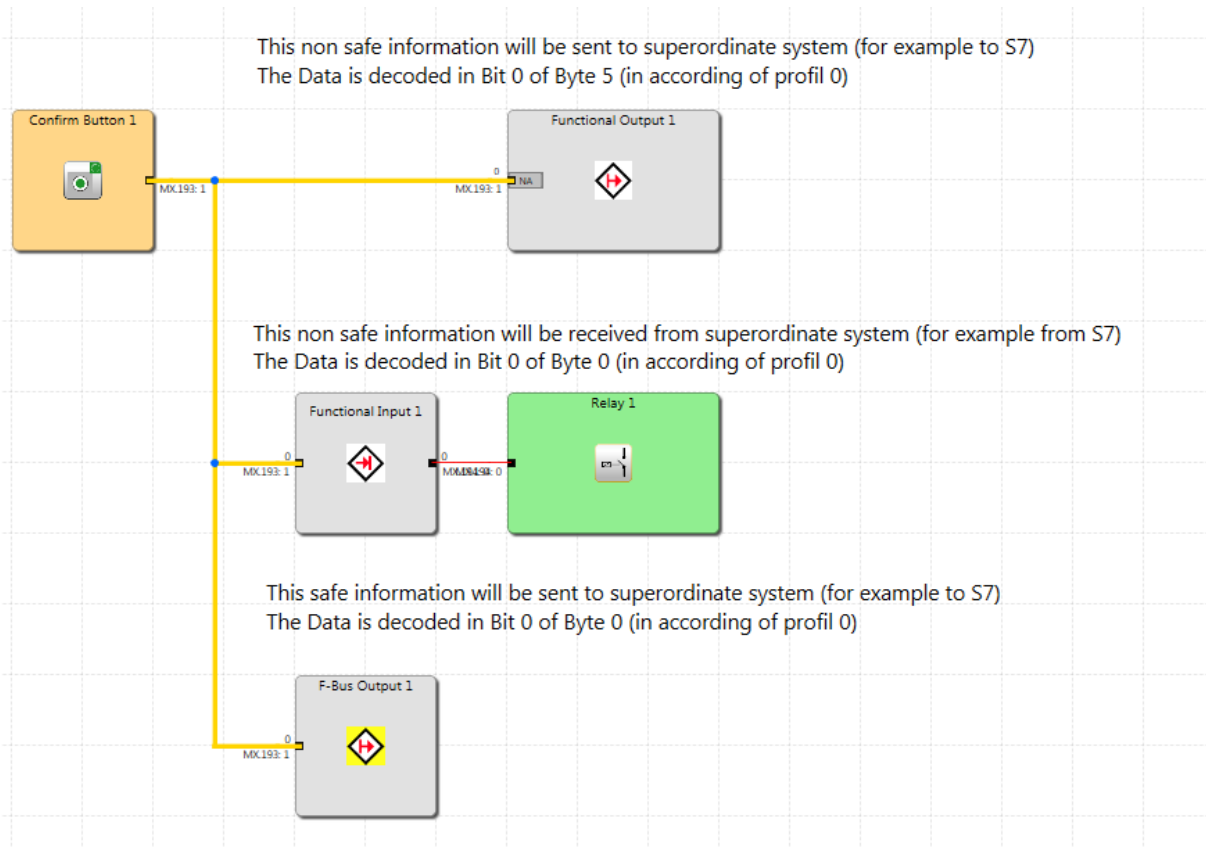 This non safe information will be sent to superordinate system (for example to S7)
The Data is decoded in Bit 0 of Byte 5 (in according of profil 0)
Confirm Button 1
Functional Output 1
0
MX.193: 1
MX.193: 1
NA
This non safe information will be received from superordinate system (for example from S7)
The Data is decoded in Bit 0 of Byte 0 (in according of profil 0)
Functional Input 1
Relay 1
0
MX.193: 1
0
This safe information will be sent to superordinate system (for example to S7)
The Data is decoded in Bit 0 of Byte 0 (in according of profil 0)
F-Bus Output 1
0
MX.193: 1